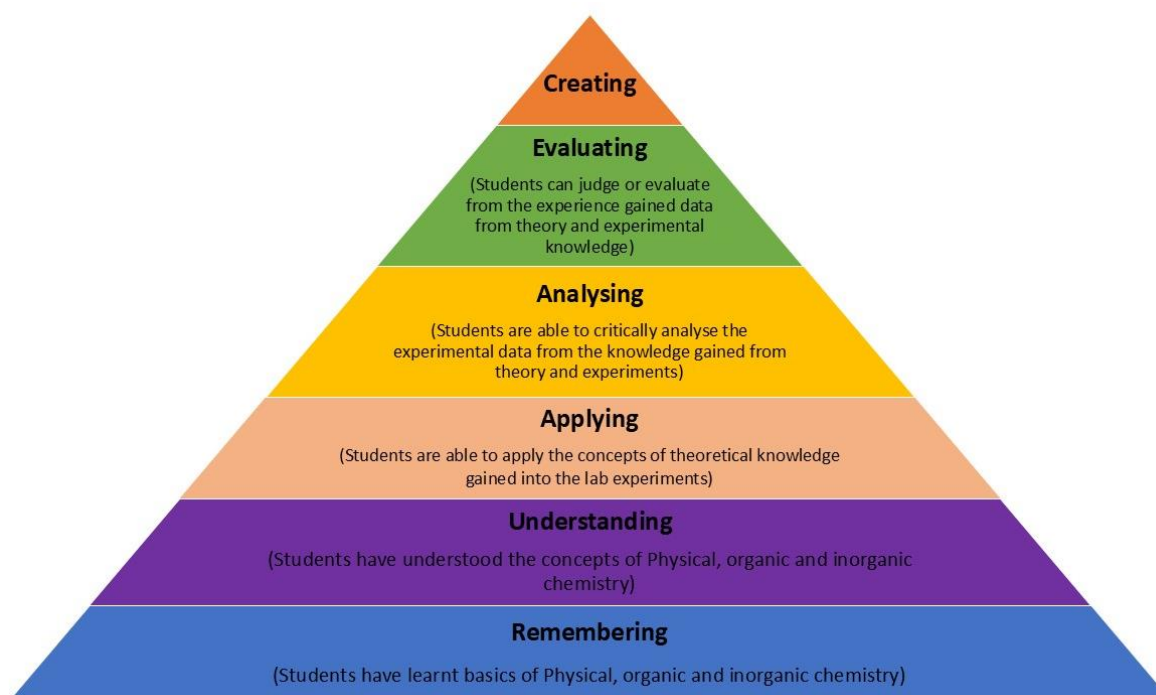 Creating
Evaluating
(Students can judge or evaluate
from the experience gained data
from theory and experimental
knowledge)
Analysing
(Students are able to critically analyse the
experimental data from the knowledge gained from
theory and experiments)
Applying
(Students are able to apply the concepts of theoretical knowledge
gained into the lab experiments)
Understanding
(Students have understood the concepts of Physical, organic and inorganic
chemistry)
Remembering
(Students have learnt basics of Physical, organic and inorganic chemistry)